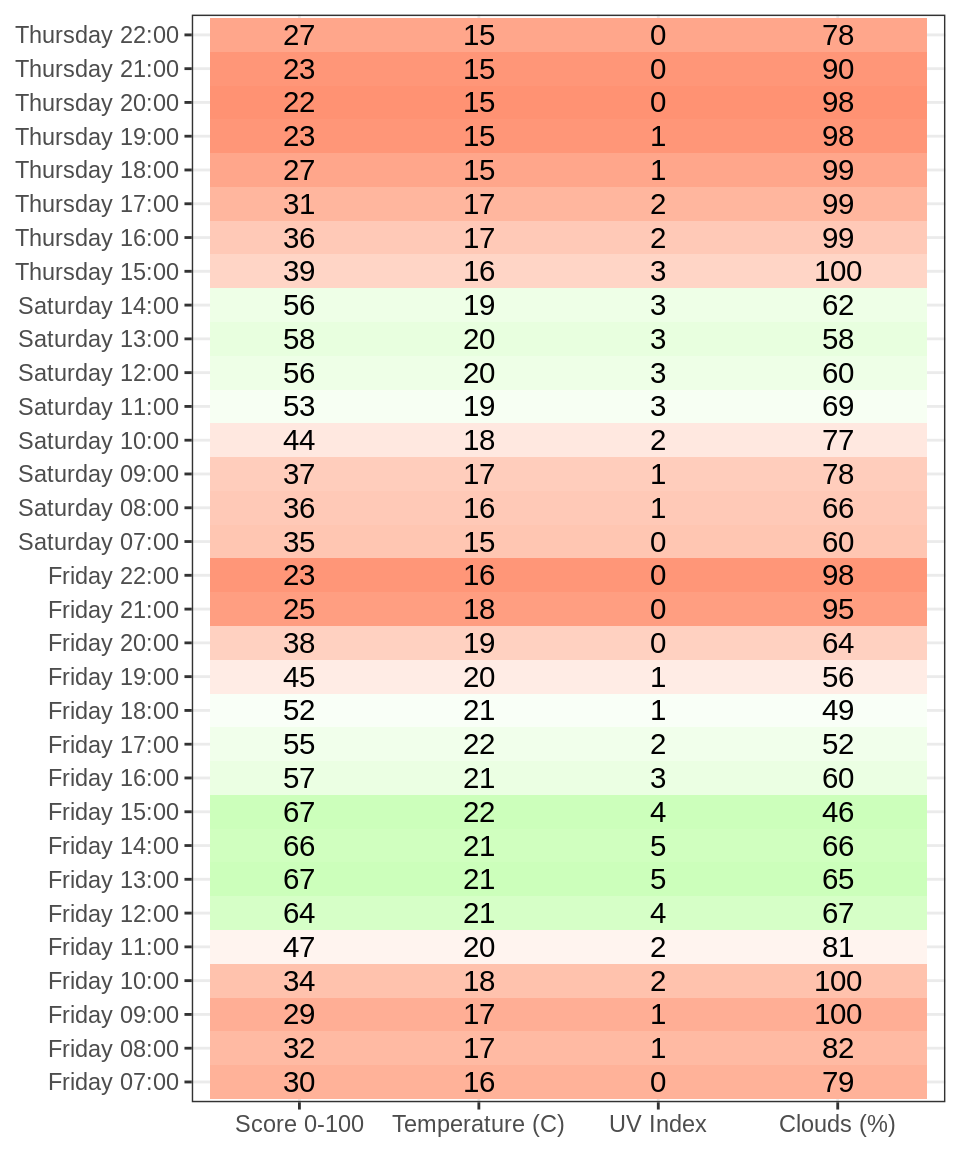 Thursday 22:00 27 15 0 78
Thursday 21:00 23 15 0 90
Thursday 20:00 22 15 0 98
Thursday 19:00 23 15 1 98
Thursday 18:00 27 15 1 99
Thursday 17:00 31 17 2 99
Thursday 16:00 36 17 2 99
Thursday 15:00 39 16 3 100
Saturday 14:00 56 19 3 62
Saturday 13:00 58 20 3 58
Saturday 12:00 56 20 3 60
Saturday 11:00 53 19 3 69
Saturday 10:00 44 18 2 77
Saturday 09:00 37 17 1 78
Saturday 08:00 36 16 1 66
Saturday 07:00 35 15 0 60
Friday 22:00 23 16 0 98
Friday 21:00 25 18 0 95
Friday 20:00 38 19 0 64
Friday 19:00 45 20 1 56
Friday 18:00 52 21 1 49
Friday 17:00 55 22 2 52
Friday 16:00 57 21 3 60
Friday 15:00 67 22 4 46
Friday 14:00 66 21 5 66
Friday 13:00 67 21 5 65
Friday 12:00 64 21 4 67
Friday 11:00 47 20 2 81
Friday 10:00 34 18 2 100
Friday 09:00 29 17 1 100
Friday 08:00 32 17 1 82
Friday 07:00 30 16 0 79
Score 0-100 Temperature (C) UV Index Clouds (%)